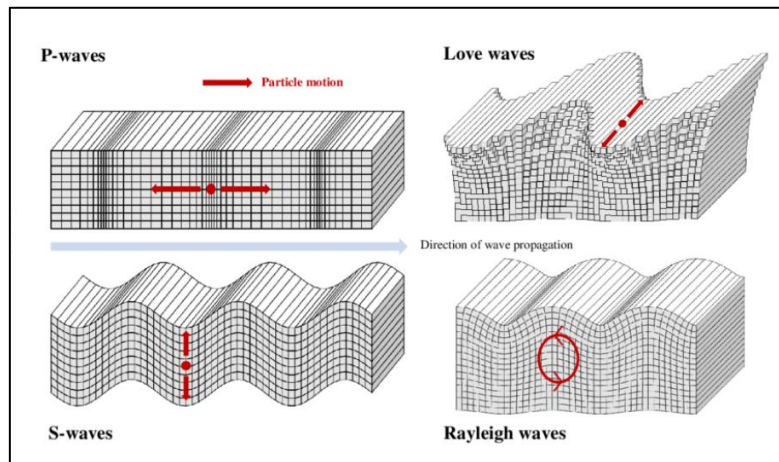 P-waves
Love waves
Particle motion
Direction of wave propagation
S-waves
Rayleigh waves